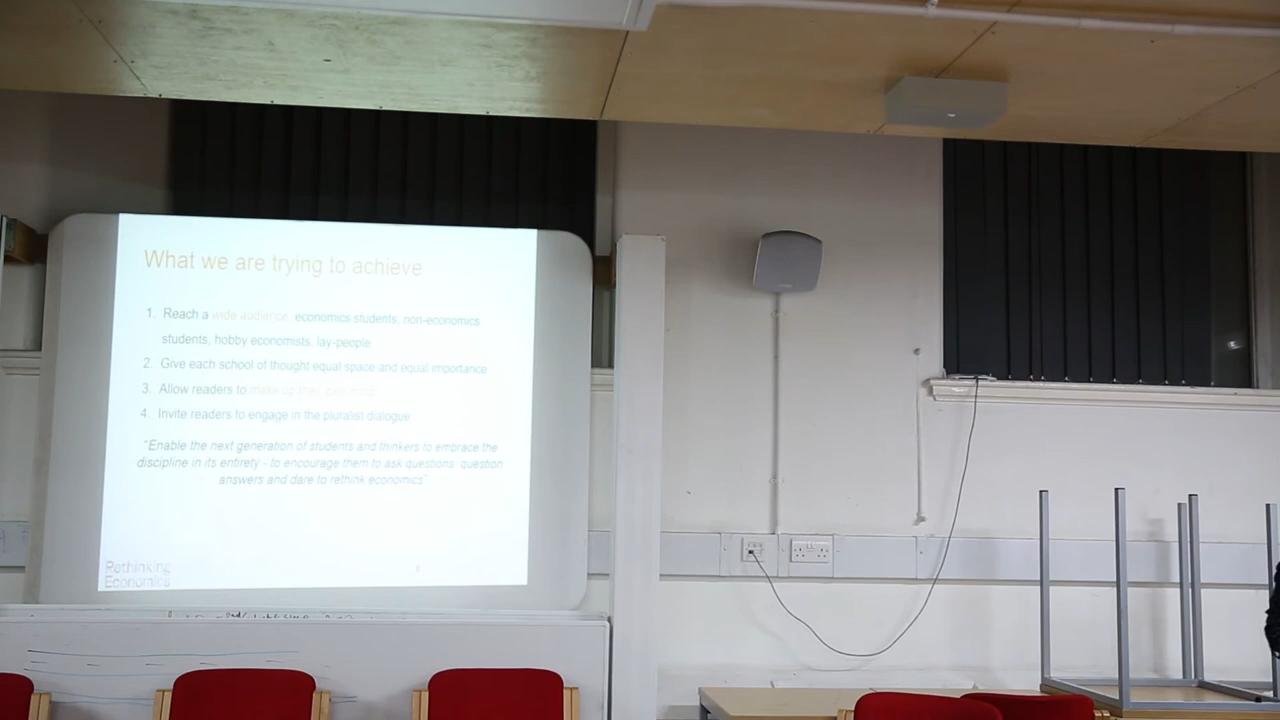 What we are trying to achieve
1. Reach a wide audience: economics students, non-economics
students, hobby economists, lay-people
2. Give each school of thought equal space and equal importance
3. Allow readers to make up their own mind
4. Invite readers to engage in the pluralist dialogue
"Enable the next generation of students and thinkers to embrace the
discipline in its entirety - to encourage them to ask questions, question
answers and dare to rethink economics"
Rethinking
Economics